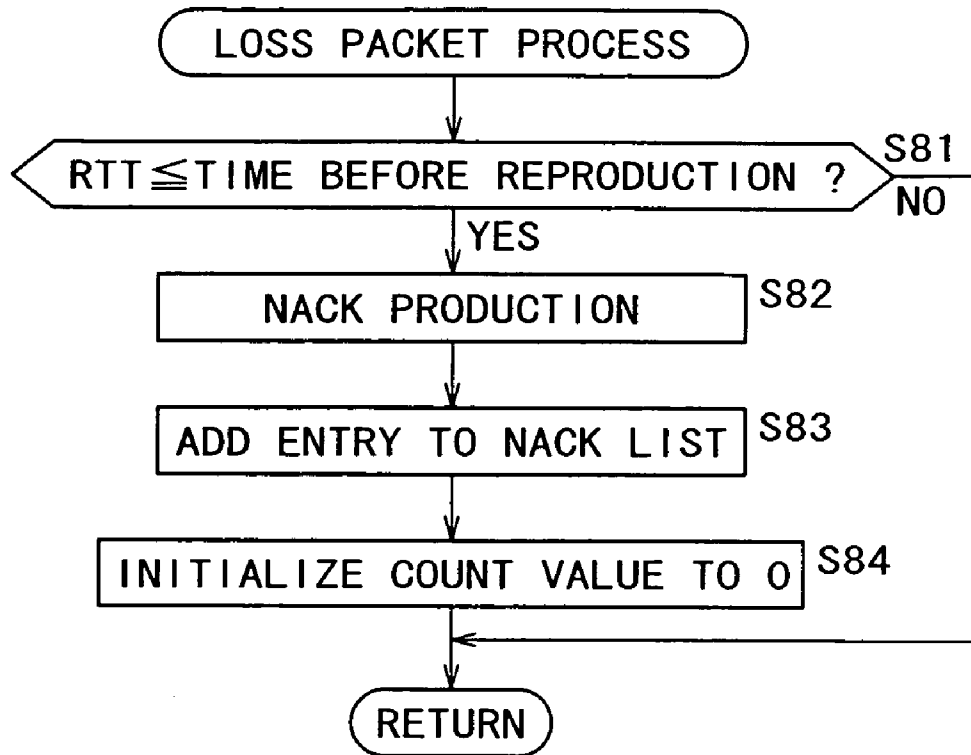 LOSS PACKET PROCESS
RTT≦TIME BEFORE REPRODUCTION ?
S81
NO
YES
NACK PRODUCTION
S82
ADD ENTRY TO NACK LIST
S83
INITIALIZE COUNT VALUE TO 0
S84
RETURN